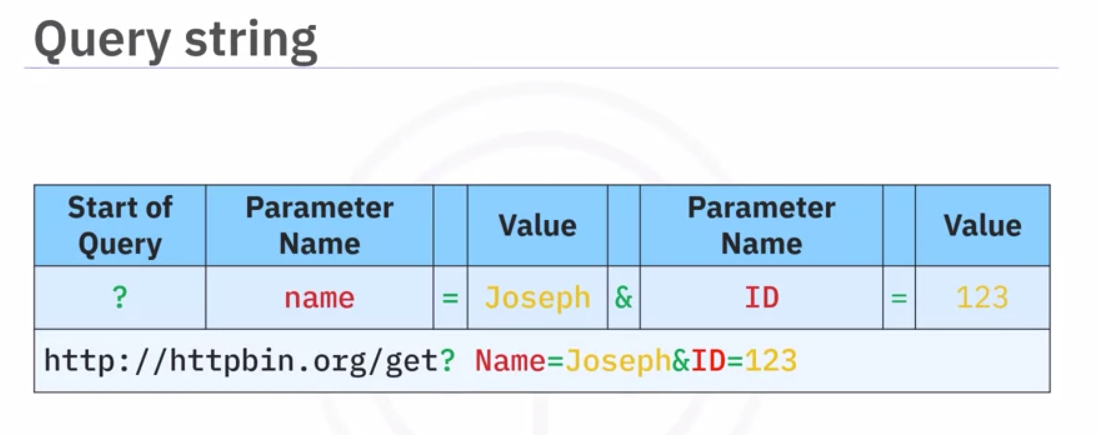 Query string
Start of Query
Parameter Name
Value
Parameter Name
Value
? name = Joseph & ID = 123
http://httpbin.org/get? Name=Joseph&ID=123